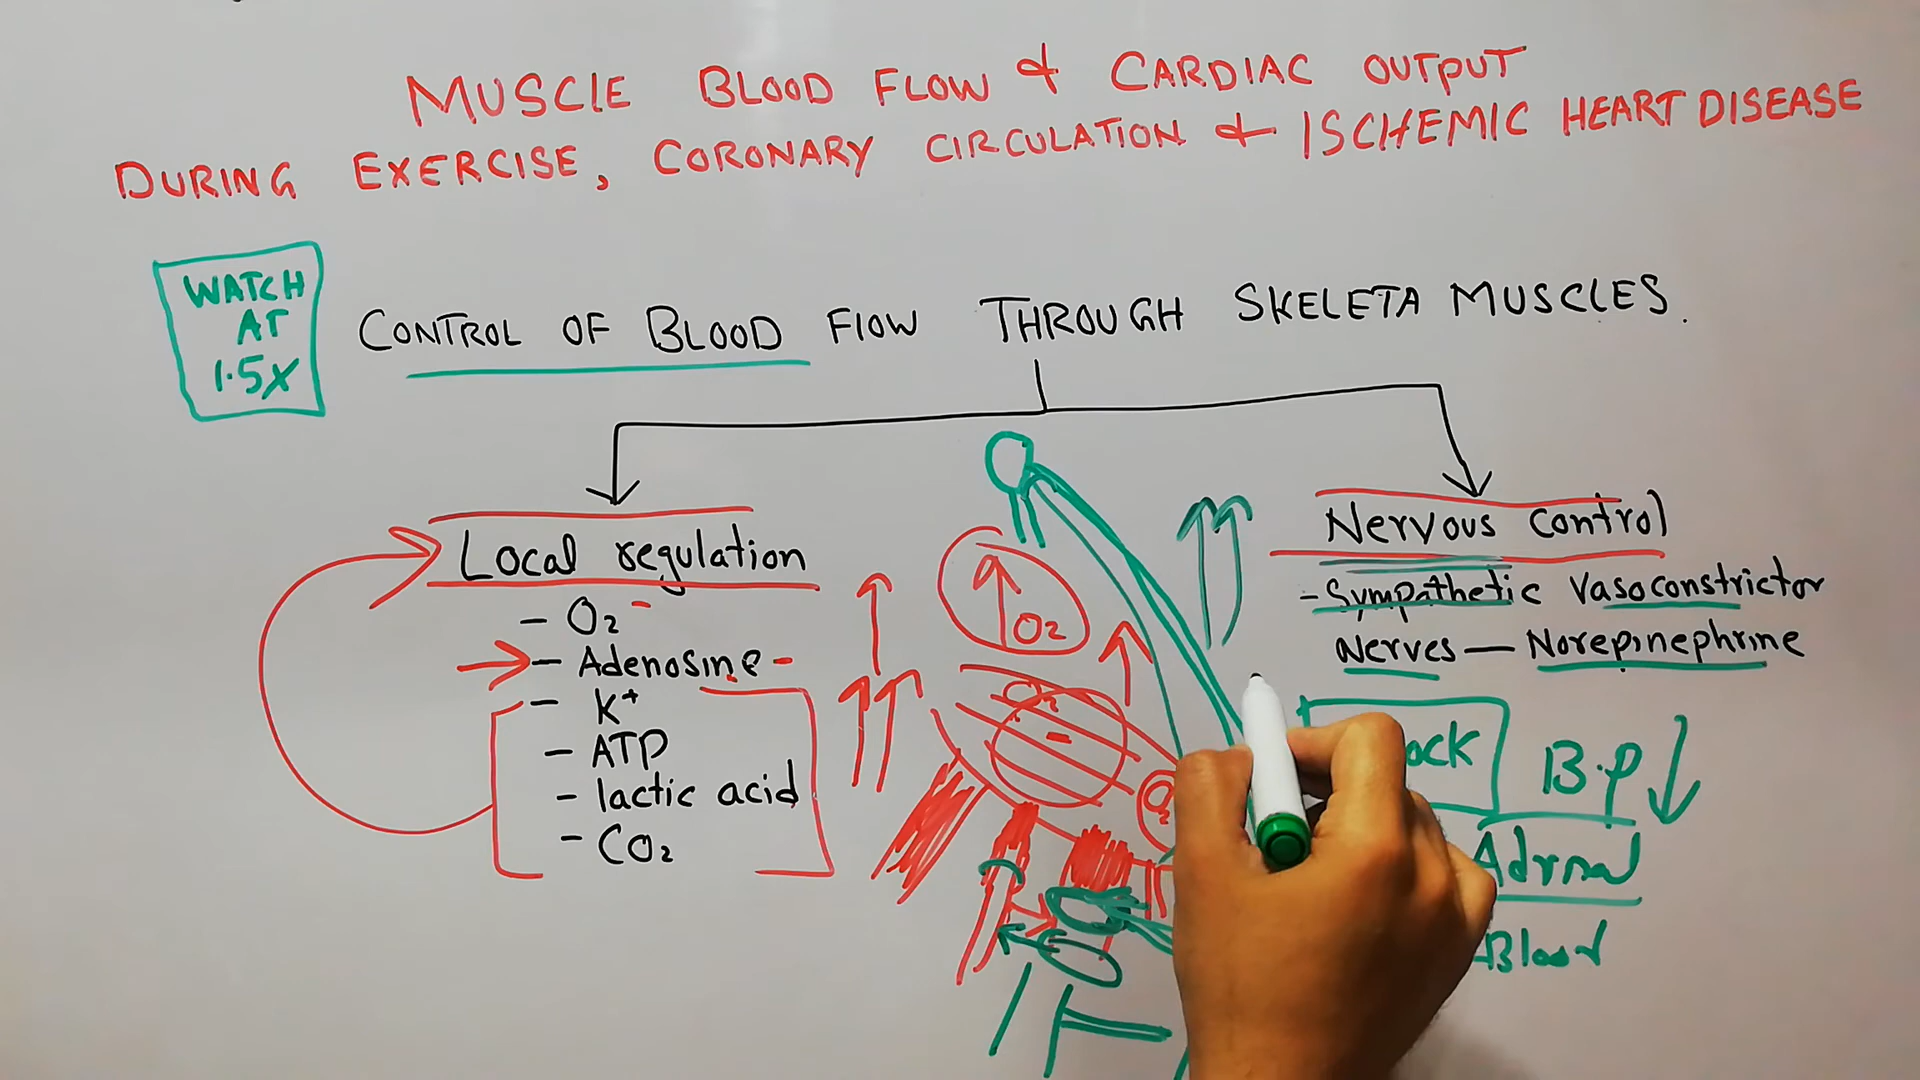 MUSCLE BLOOD FLOW & CARDIAC OUTPUT
DURING EXERCISE, CORONARY CIRCULATION & ISCHEMIC HEART DISEASE
WATCH
AT
1.5X
CONTROL OF BLOOD FLOW THROUGH SKELETA MUSCLES.
Local regulation
- O2 -
- Adenosine -
- K+
- ATP
- lactic acid
- CO2
O2
Nervous control
- Sympathetic Vasoconstrictor
nerves — Norepinephrine
B.P
Adrnal
Blood